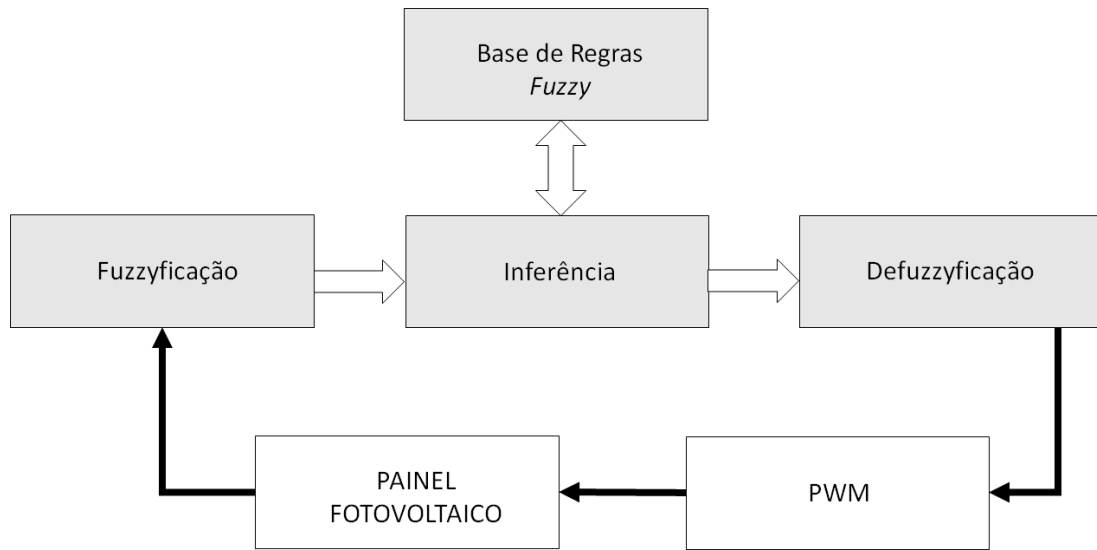 Base de Regras
Fuzzy
Fuzzyficação
Inferência
Defuzzyficação
PAINEL
FOTOVOLTAICO
PWM